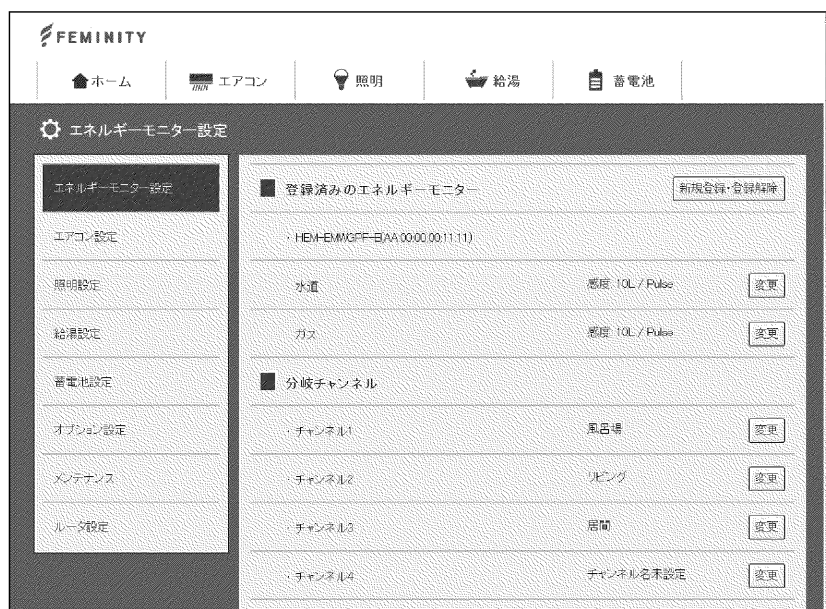 FEMINITY
ホーム エアコン 照明 給湯 蓄電池
エネルギーモニター設定
エネルギーモニター設定
エアコン設定
照明設定
給湯設定
蓄電池設定
オプション設定
メンテナンス
ルータ設定
登録済みのエネルギーモニター 新規登録・登録解除
・HEM-EMWGPF-B(AA:00:00:00:11:11)
水道 感度: 10L / Pulse 変更
ガス 感度: 10L / Pulse 変更
分岐チャンネル
・チャンネル1 風呂場 変更
・チャンネル2 リビング 変更
・チャンネル3 居間 変更
・チャンネル4 チャンネル名未設定 変更